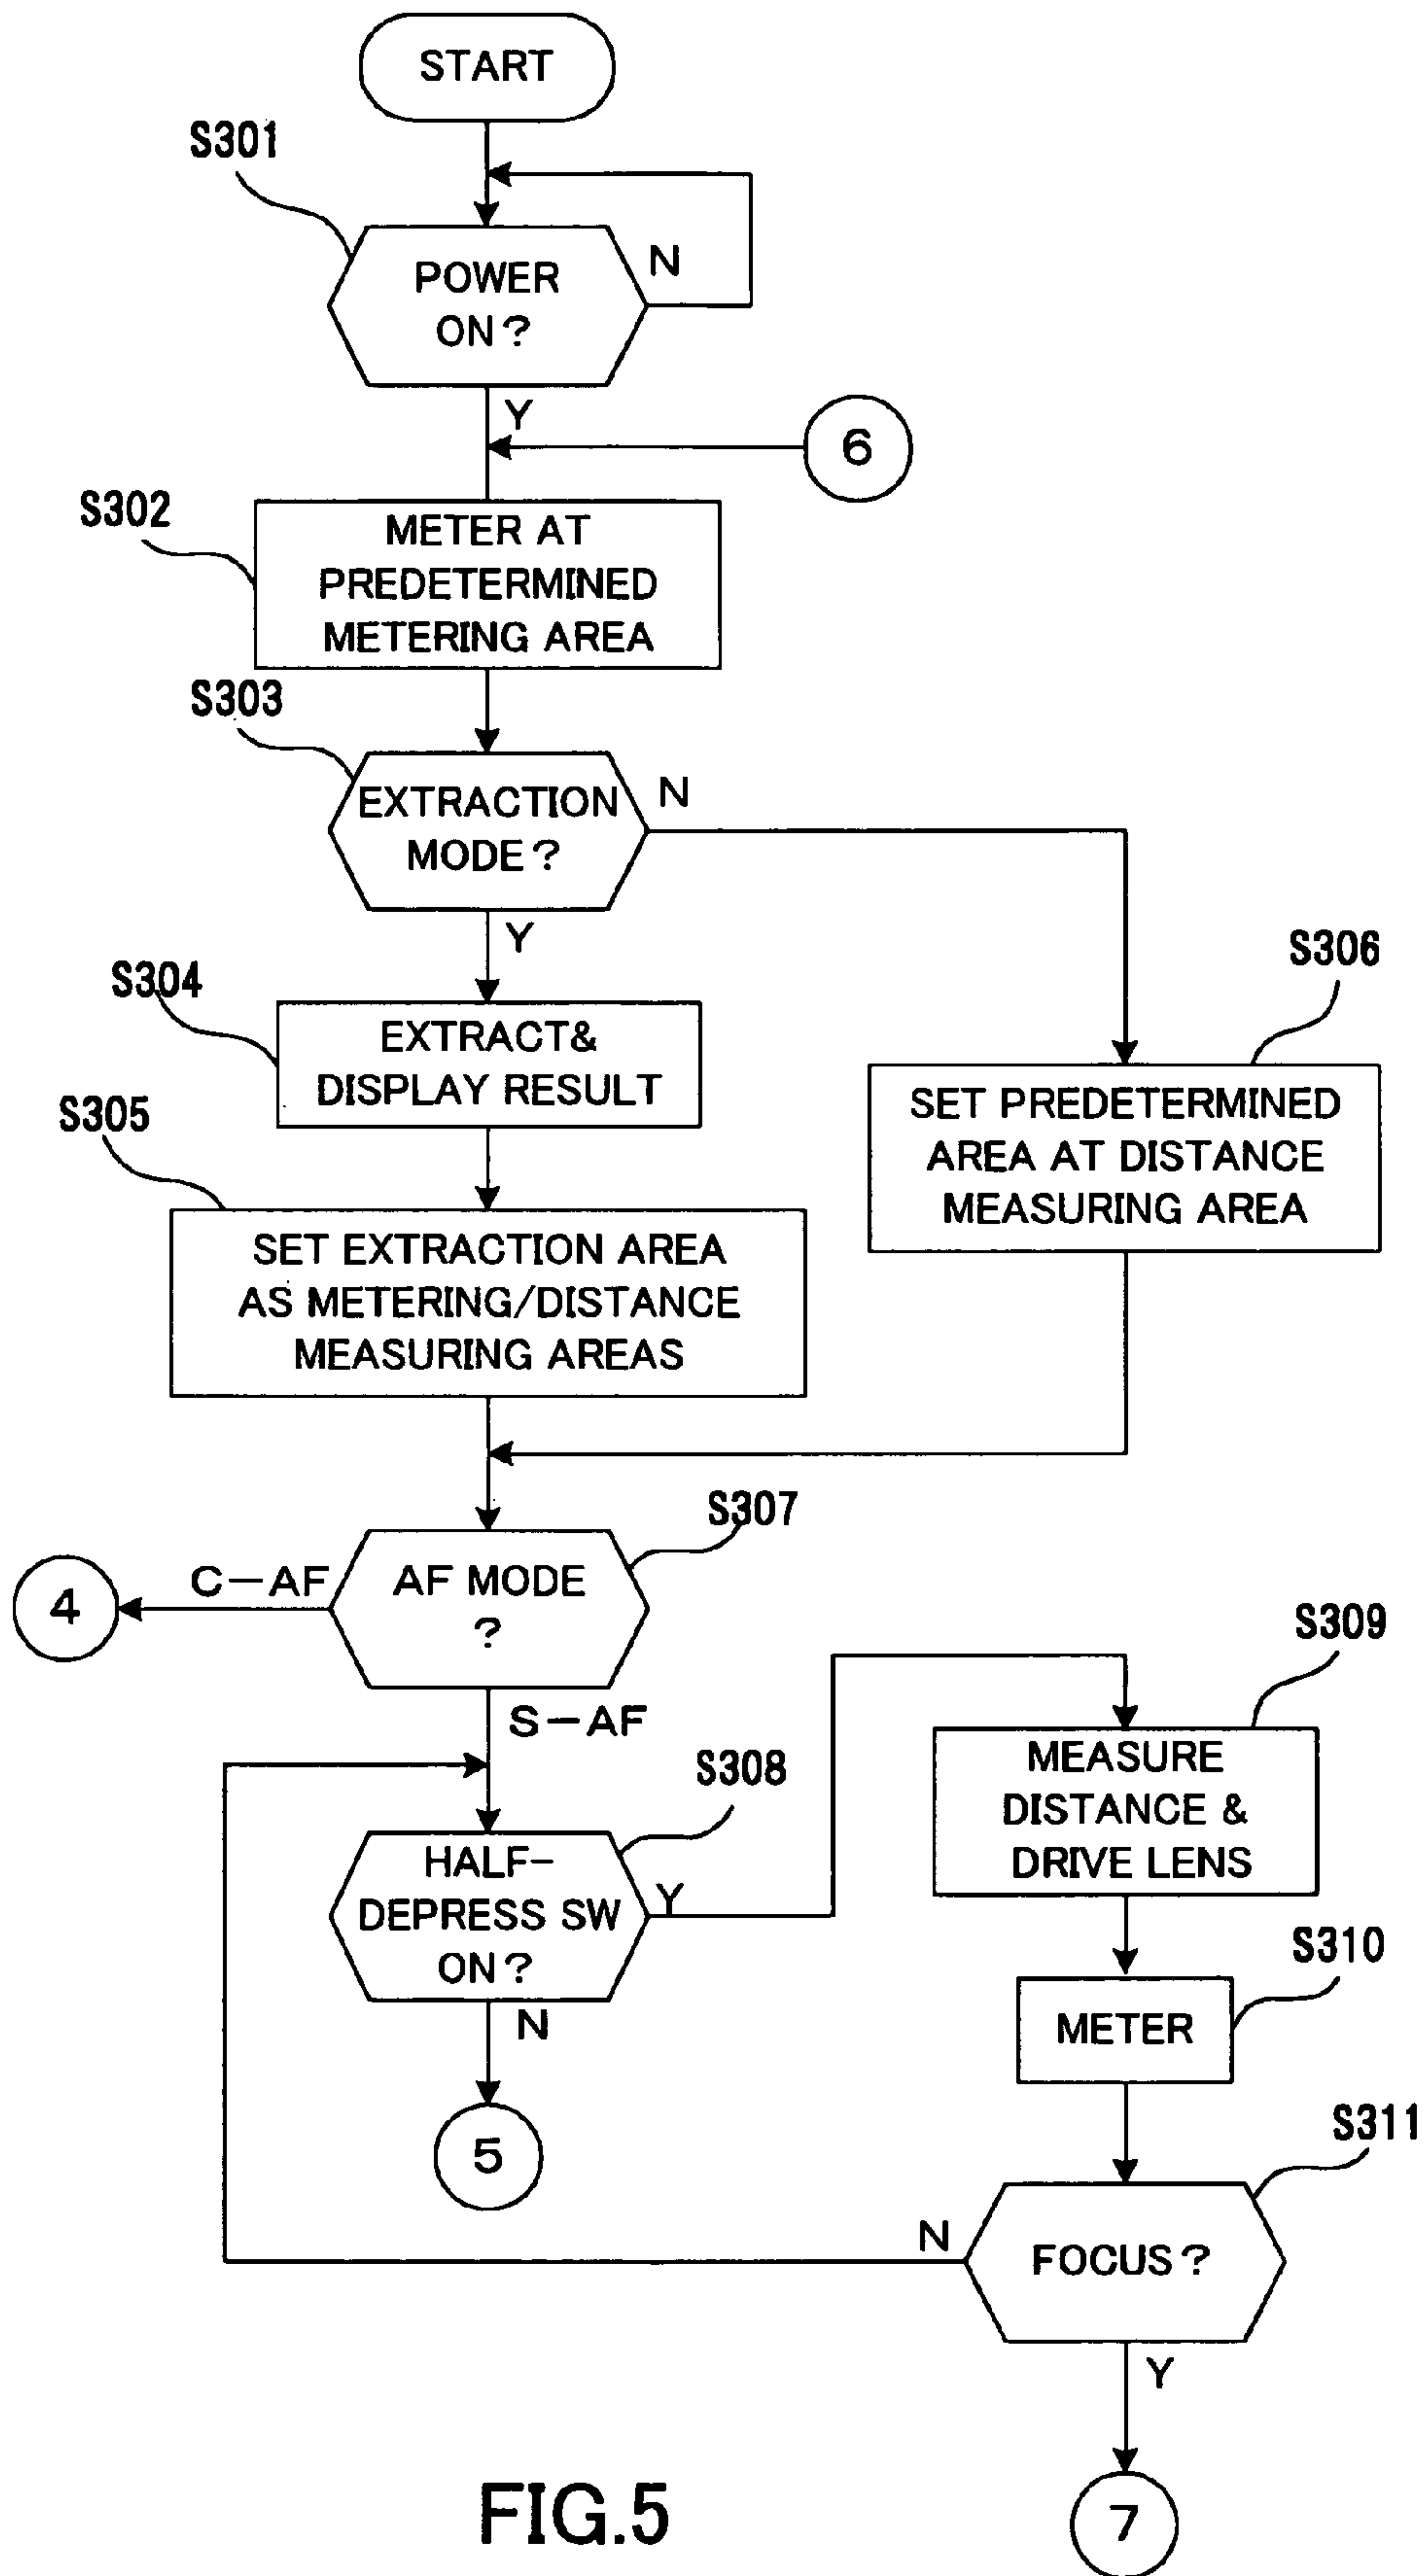 START
S301
POWER
ON?
N
Y
6
S302
METER AT
PREDETERMINED
METERING AREA
S303
EXTRACTION
MODE?
N
Y
S304
EXTRACT&
DISPLAY RESULT
S306
SET PREDETERMINED
AREA AT DISTANCE
MEASURING AREA
S305
SET EXTRACTION AREA
AS METERING/DISTANCE
MEASURING AREAS
S307
AF MODE
?
C-AF
4
S-AF
S308
HALF-
DEPRESS SW
ON?
Y
N
5
S309
MEASURE
DISTANCE &
DRIVE LENS
S310
METER
S311
FOCUS?
N
Y
7
FIG.5